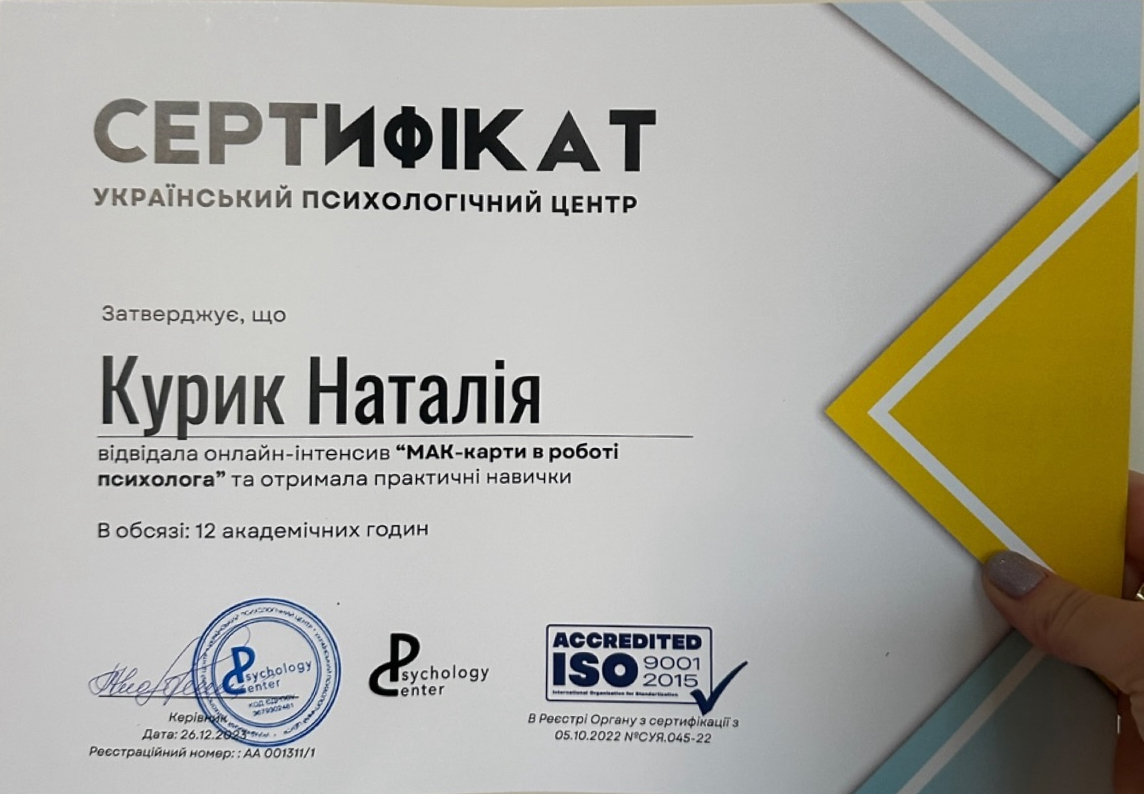 СЕРТИФІКАТ
УКРАЇНСЬКИЙ ПСИХОЛОГІЧНИЙ ЦЕНТР
Затверджує, що
Курик Наталія
відвідала онлайн-інтенсив “МАК-карти в роботі
психолога” та отримала практичні навички
В обсязі: 12 академічних годин
Psychology
Center
КОД ЄДРПОУ
Psychology
Center
ACCREDITED
ISO 9001
2015
International Organization for Standardization
Керівник
Дата: 26.12.2023
Реєстраційний номер: : АА 001311/1
В Реєстрі Органу з сертифікації з
05.10.2022 №СУЯ.045-22